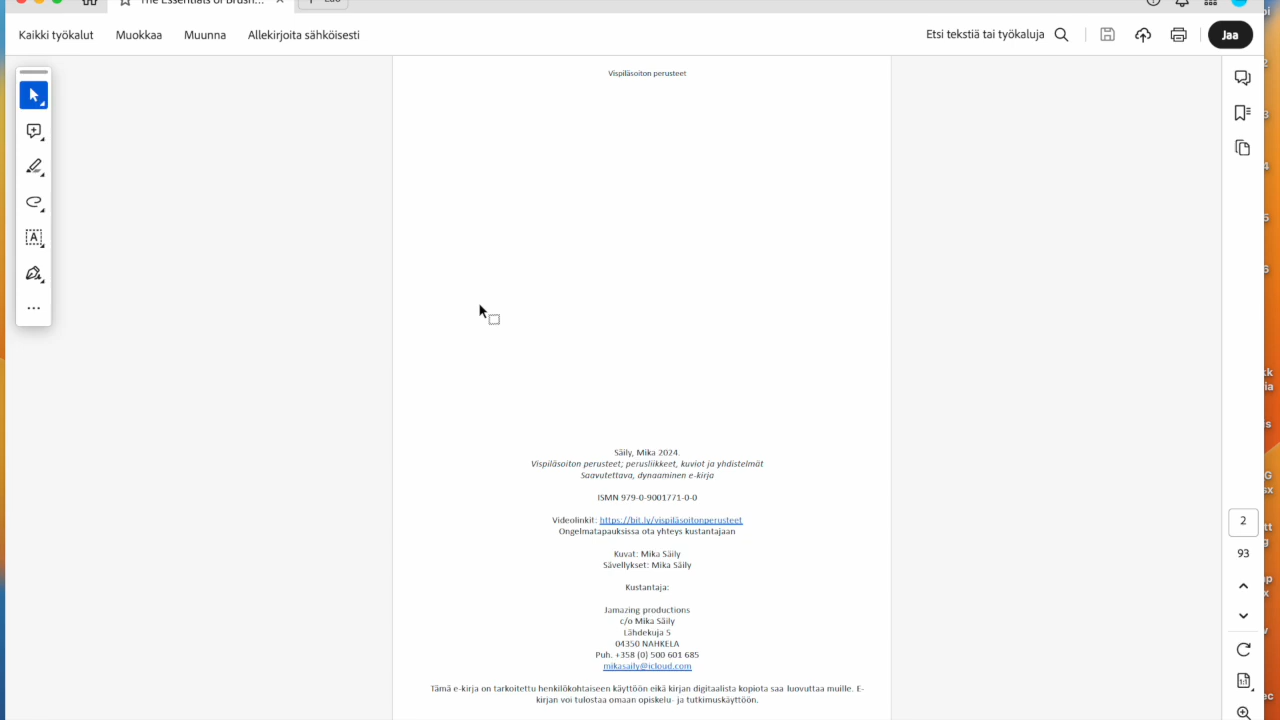 The Essentials of Brush...
Kaikki työkalut
Muokkaa
Muunna
Allekirjoita sähköisesti
Etsi tekstiä tai työkaluja
Jaa
Vispiläsoiton perusteet
Säily, Mika 2024.
Vispiläsoiton perusteet; perusliikkeet, kuviot ja yhdistelmät
Saavutettava, dynaaminen e-kirja
ISMN 979-0-9001771-0-0
Videolinkit: https://bit.ly/vispiläsoitonperusteet
Ongelmatapauksissa ota yhteys kustantajaan
Kuvat: Mika Säily
Sävellykset: Mika Säily
Kustantaja:
Jamazing productions
c/o Mika Säily
Lähdekuja 5
04350 NAHKELA
Puh. +358 (0) 500 601 685
mikasaily@icloud.com
Tämä e-kirja on tarkoitettu henkilökohtaiseen käyttöön eikä kirjan digitaalista kopiota saa luovuttaa muille. E-
kirjan voi tulostaa omaan opiskelu- ja tutkimuskäyttöön.
2
93